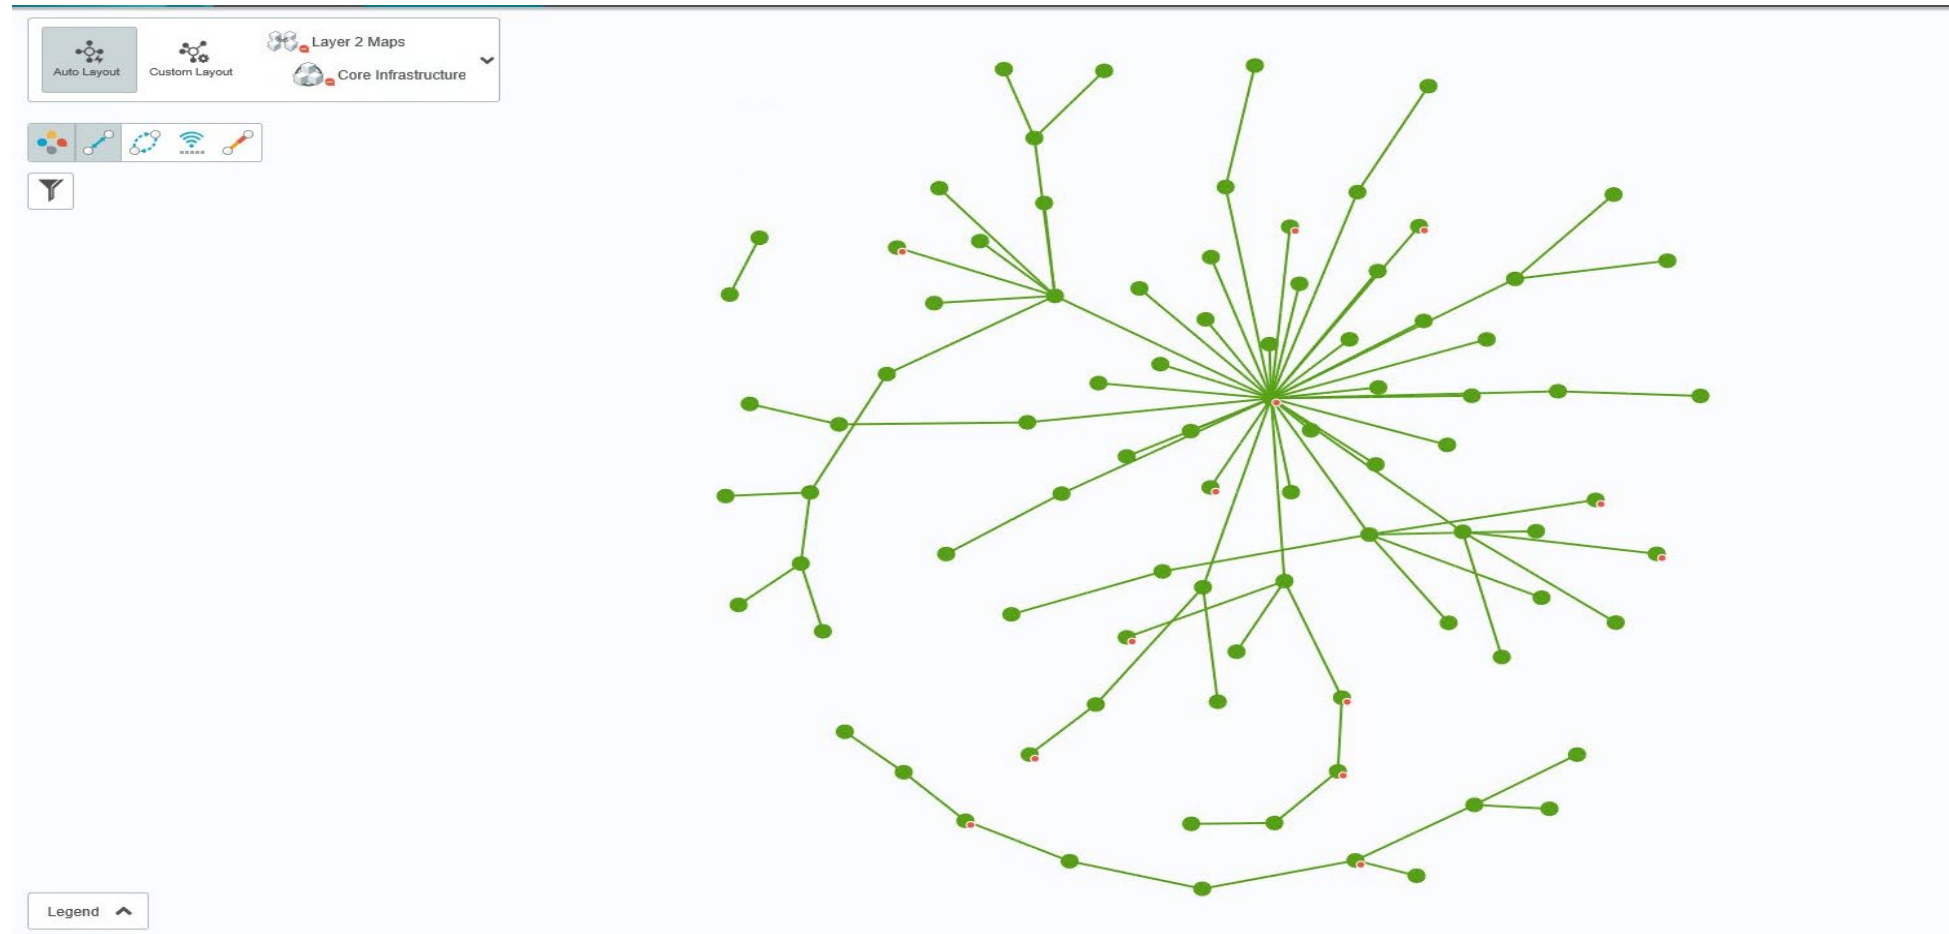 Layer 2 Maps
Auto Layout
Custom Layout
Core Infrastructure
Legend